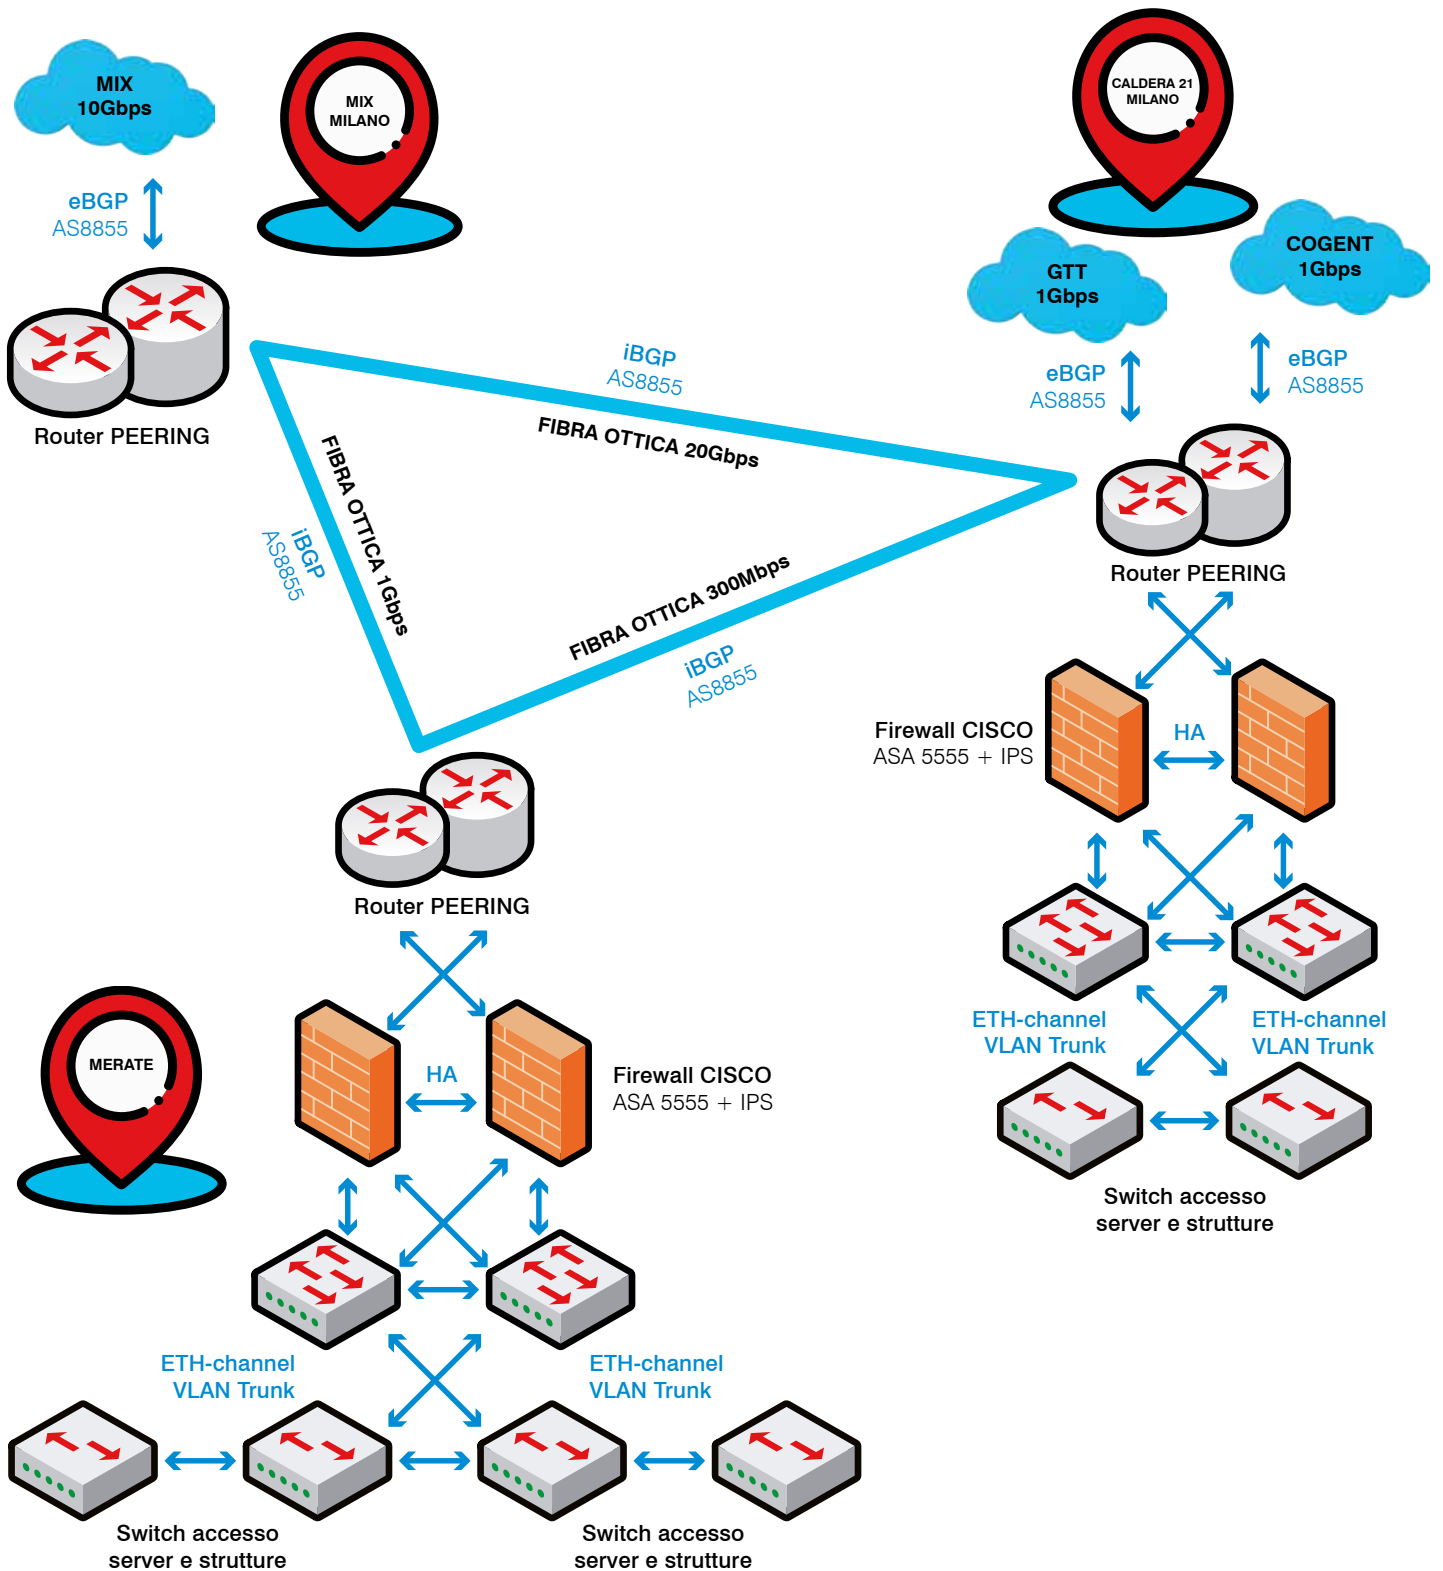 MIX
10Gbps
MIX
MILANO
CALDERA 21
MILANO
eBGP
AS8855
COGENT
1Gbps
GTT
1Gbps
Router PEERING
iBGP
AS8855
FIBRA OTTICA 20Gbps
eBGP
AS8855
eBGP
AS8855
FIBRA OTTICA 1Gbps
iBGP
AS8855
FIBRA OTTICA 300Mbps
iBGP
AS8855
Router PEERING
Firewall CISCO
ASA 5555 + IPS
HA
Router PEERING
ETH-channel
VLAN Trunk
ETH-channel
VLAN Trunk
MERATE
HA
Firewall CISCO
ASA 5555 + IPS
Switch accesso
server e strutture
ETH-channel
VLAN Trunk
ETH-channel
VLAN Trunk
Switch accesso
server e strutture
Switch accesso
server e strutture